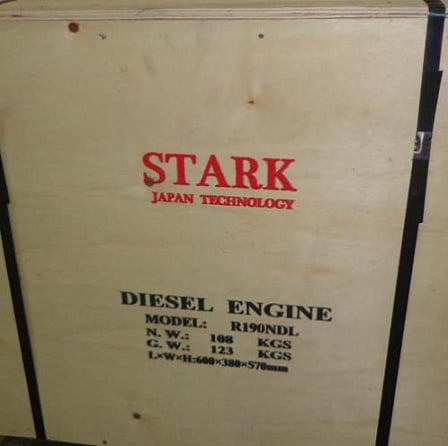 STARK
JAPAN TECHNOLOGY
DIESEL ENGINE
MODEL: R190NDL
N. W.: 108 KGS
G. W.: 123 KGS
L×W×H:600×380×570mm